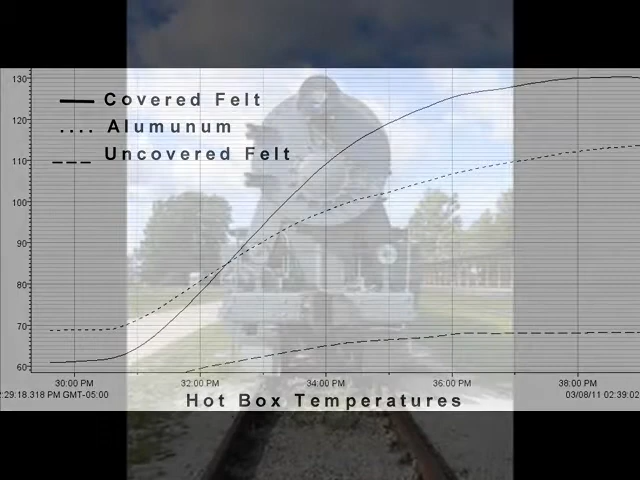 130
Covered Felt
120
Alumunum
Uncovered Felt
110
100
90
80
70
60
30:00 PM 32:00 PM 34:00 PM 36:00 PM 38:00 PM
:29:18.318 PM GMT-05:00 Hot Box Temperatures 03/08/11 02:39:02